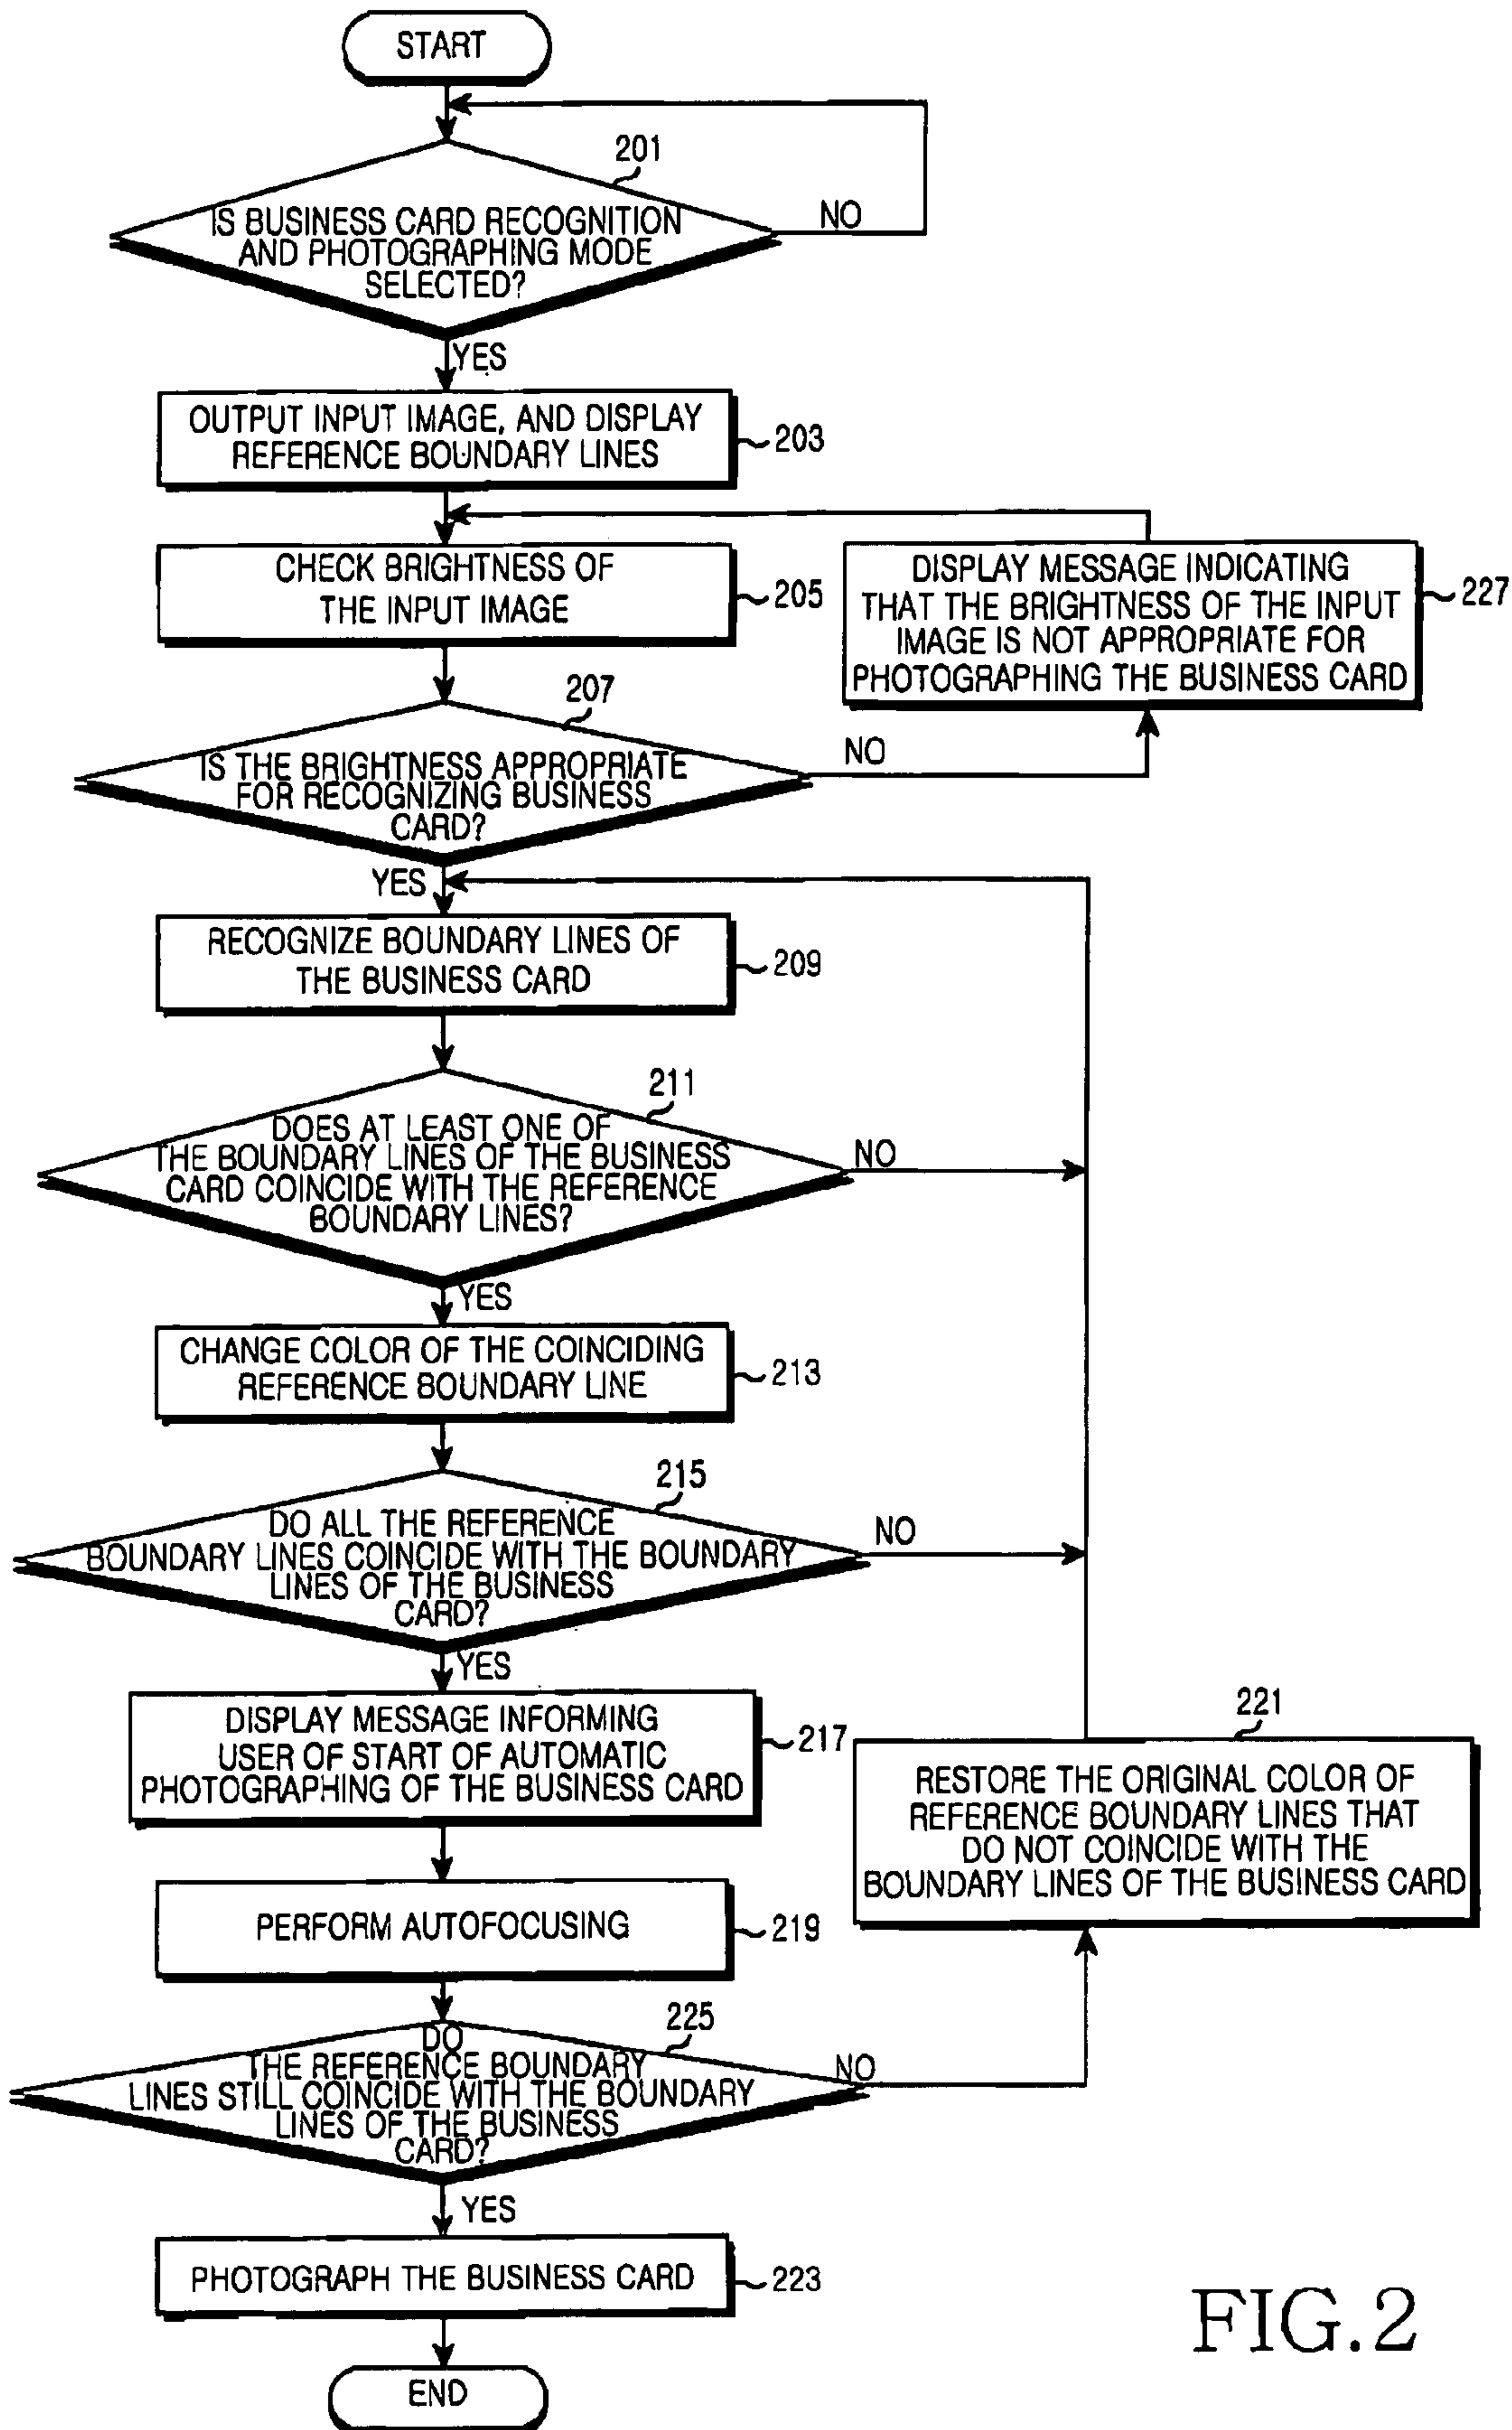 START
201
IS BUSINESS CARD RECOGNITION
AND PHOTOGRAPHING MODE
SELECTED?
NO
YES
OUTPUT INPUT IMAGE, AND DISPLAY
REFERENCE BOUNDARY LINES
203
CHECK BRIGHTNESS OF
THE INPUT IMAGE
205
DISPLAY MESSAGE INDICATING
THAT THE BRIGHTNESS OF THE INPUT
IMAGE IS NOT APPROPRIATE FOR
PHOTOGRAPHING THE BUSINESS CARD
227
207
IS THE BRIGHTNESS APPROPRIATE
FOR RECOGNIZING BUSINESS
CARD?
NO
YES
RECOGNIZE BOUNDARY LINES OF
THE BUSINESS CARD
209
211
DOES AT LEAST ONE OF
THE BOUNDARY LINES OF THE BUSINESS
CARD COINCIDE WITH THE REFERENCE
BOUNDARY LINES?
NO
YES
CHANGE COLOR OF THE COINCIDING
REFERENCE BOUNDARY LINE
213
215
DO ALL THE REFERENCE
BOUNDARY LINES COINCIDE WITH THE BOUNDARY
LINES OF THE BUSINESS
CARD?
NO
YES
DISPLAY MESSAGE INFORMING
USER OF START OF AUTOMATIC
PHOTOGRAPHING OF THE BUSINESS CARD
217
221
RESTORE THE ORIGINAL COLOR OF
REFERENCE BOUNDARY LINES THAT
DO NOT COINCIDE WITH THE
BOUNDARY LINES OF THE BUSINESS CARD
PERFORM AUTOFOCUSING
219
225
DO
THE REFERENCE BOUNDARY
LINES STILL COINCIDE WITH THE BOUNDARY
LINES OF THE BUSINESS
CARD?
NO
YES
PHOTOGRAPH THE BUSINESS CARD
223
END
FIG.2